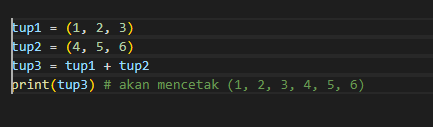 tup1 = (1, 2, 3)
tup2 = (4, 5, 6)
tup3 = tup1 + tup2
print(tup3) # akan mencetak (1, 2, 3, 4, 5, 6)